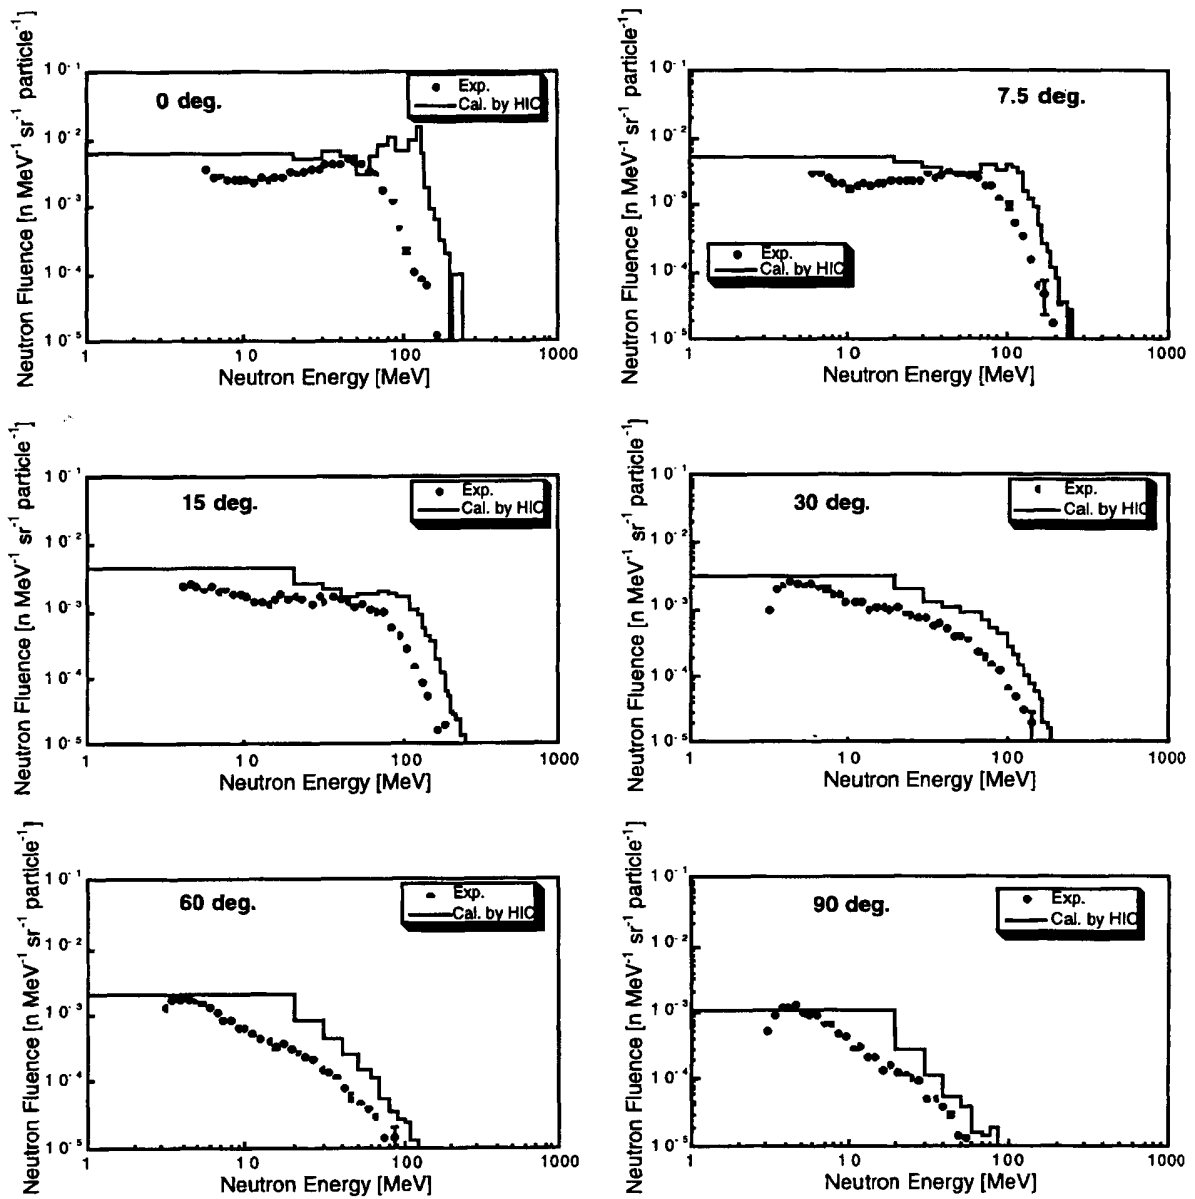 Neutron Fluence [n MeV⁻¹ sr⁻¹ particle⁻¹]
0 deg.
Exp.
Cal. by HIC
10⁻¹
10⁻²
10⁻³
10⁻⁴
10⁻⁵
1 10 100 1000
Neutron Energy [MeV]
Neutron Fluence [n MeV⁻¹ sr⁻¹ particle⁻¹]
7.5 deg.
Exp.
Cal. by HIC
10⁻¹
10⁻²
10⁻³
10⁻⁴
10⁻⁵
1 10 100 1000
Neutron Energy [MeV]
Neutron Fluence [n MeV⁻¹ sr⁻¹ particle⁻¹]
15 deg.
Exp.
Cal. by HIC
10⁻¹
10⁻²
10⁻³
10⁻⁴
10⁻⁵
1 10 100 1000
Neutron Energy [MeV]
Neutron Fluence [n MeV⁻¹ sr⁻¹ particle⁻¹]
30 deg.
Exp.
Cal. by HIC
10⁻¹
10⁻²
10⁻³
10⁻⁴
10⁻⁵
1 10 100 1000
Neutron Energy [MeV]
Neutron Fluence [n MeV⁻¹ sr⁻¹ particle⁻¹]
60 deg.
Exp.
Cal. by HIC
10⁻¹
10⁻²
10⁻³
10⁻⁴
10⁻⁵
1 10 100 1000
Neutron Energy [MeV]
Neutron Fluence [n MeV⁻¹ sr⁻¹ particle⁻¹]
90 deg.
Exp.
Cal. by HIC
10⁻¹
10⁻²
10⁻³
10⁻⁴
10⁻⁵
1 10 100 1000
Neutron Energy [MeV]